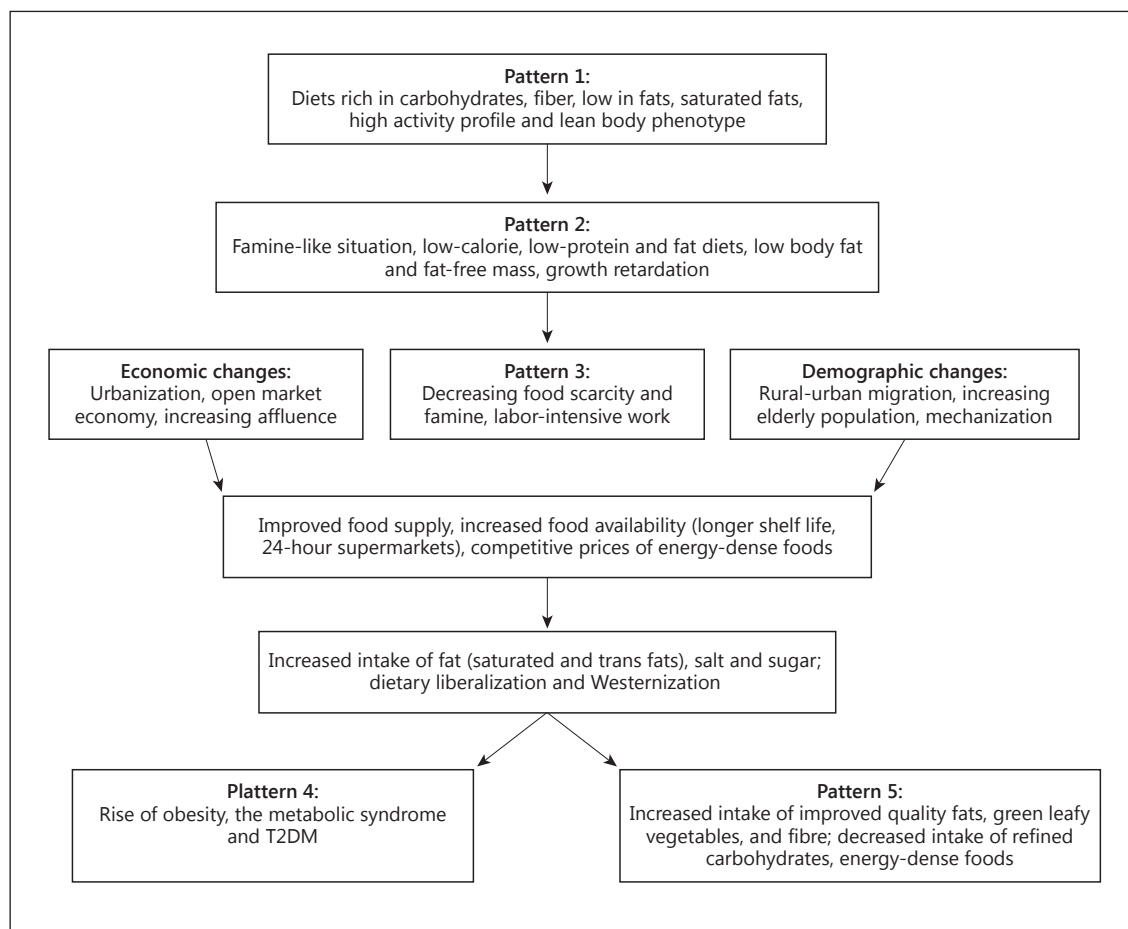 Pattern 1:
Diets rich in carbohydrates, fiber, low in fats, saturated fats,
high activity profile and lean body phenotype
Pattern 2:
Famine-like situation, low-calorie, low-protein and fat diets, low body fat
and fat-free mass, growth retardation
Economic changes:
Urbanization, open market
economy, increasing affluence
Pattern 3:
Decreasing food scarcity and
famine, labor-intensive work
Demographic changes:
Rural-urban migration, increasing
elderly population, mechanization
Improved food supply, increased food availability (longer shelf life,
24-hour supermarkets), competitive prices of energy-dense foods
Increased intake of fat (saturated and trans fats), salt and sugar;
dietary liberalization and Westernization
Plattern 4:
Rise of obesity, the metabolic syndrome
and T2DM
Pattern 5:
Increased intake of improved quality fats, green leafy
vegetables, and fibre; decreased intake of refined
carbohydrates, energy-dense foods